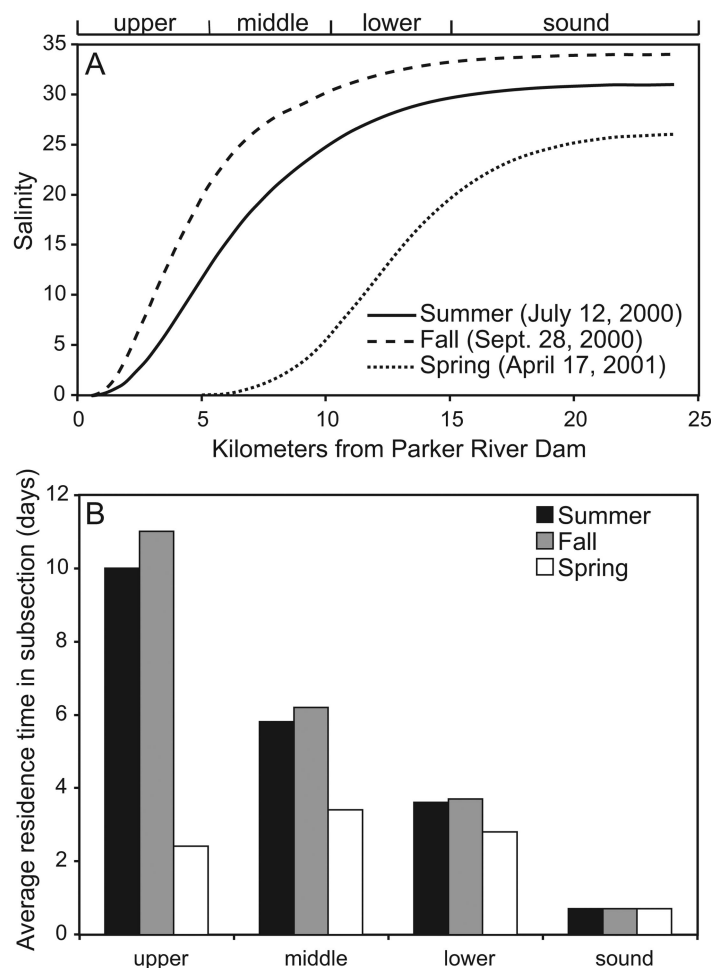 upper middle lower sound
A
35
30
25
20
15
10
5
0
Salinity
Summer (July 12, 2000)
Fall (Sept. 28, 2000)
Spring (April 17, 2001)
0 5 10 15 20 25
Kilometers from Parker River Dam
B
12
10
8
6
4
2
0
Average residence time in subsection (days)
Summer
Fall
Spring
upper middle lower sound